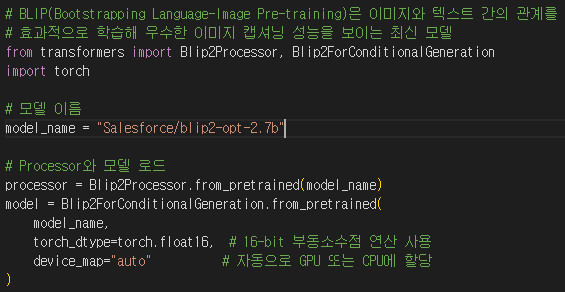 # BLIP(Bootstrapping Language-Image Pre-training)은 이미지와 텍스트 간의 관계를
# 효과적으로 학습해 우수한 이미지 캡셔닝 성능을 보이는 최신 모델
from transformers import Blip2Processor, Blip2ForConditionalGeneration
import torch

# 모델 이름
model_name = "Salesforce/blip2-opt-2.7b"

# Processor와 모델 로드
processor = Blip2Processor.from_pretrained(model_name)
model = Blip2ForConditionalGeneration.from_pretrained(
    model_name,
    torch_dtype=torch.float16,  # 16-bit 부동소수점 연산 사용
    device_map="auto"          # 자동으로 GPU 또는 CPU에 할당
)